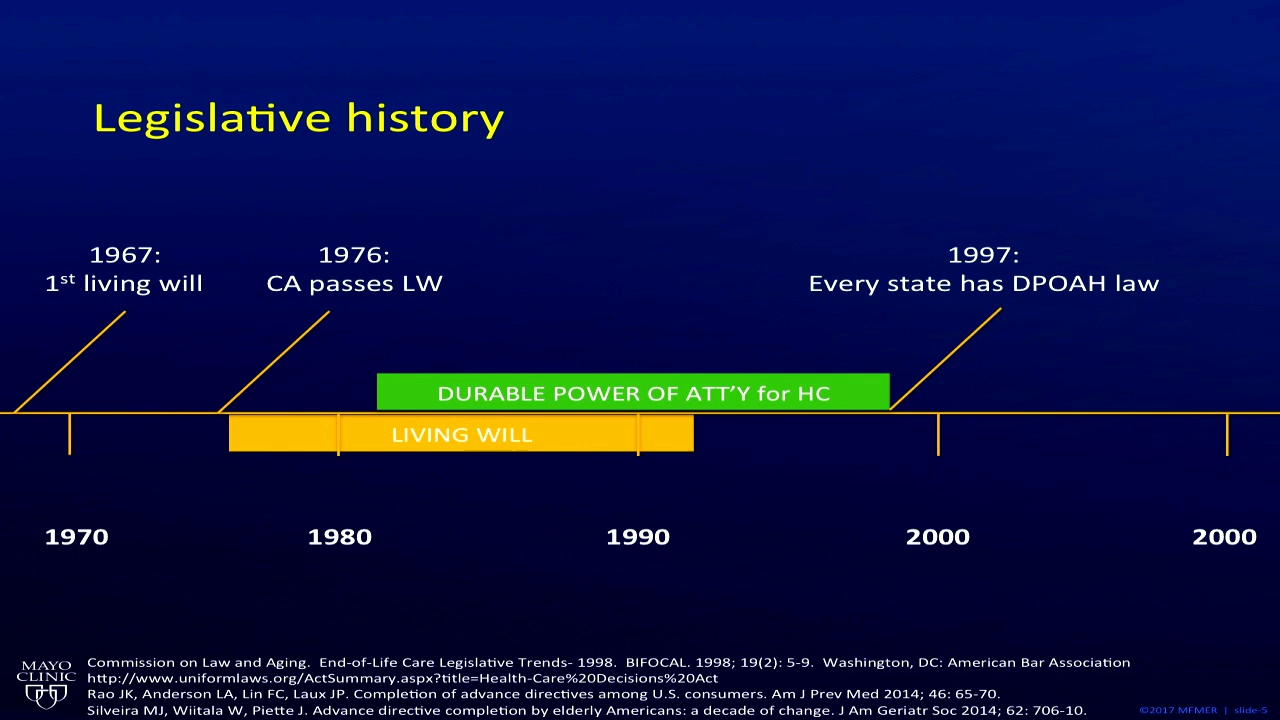 Legislative history
1967:
1st living will
1976:
CA passes LW
1997:
Every state has DPOAH law
DURABLE POWER OF ATT'Y for HC
LIVING WILL
1970
1980
1990
2000
2000
MAYO
CLINIC
Commission on Law and Aging. End-of-Life Care Legislative Trends- 1998. BIFOCAL. 1998; 19(2): 5-9. Washington, DC: American Bar Association
http://www.uniformlaws.org/ActSummary.aspx?title=Health-Care%20Decisions%20Act
Rao JK, Anderson LA, Lin FC, Laux JP. Completion of advance directives among U.S. consumers. Am J Prev Med 2014; 46: 65-70.
Silveira MJ, Wiitala W, Piette J. Advance directive completion by elderly Americans: a decade of change. J Am Geriatr Soc 2014; 62: 706-10.
©2017 MFMER | slide-5